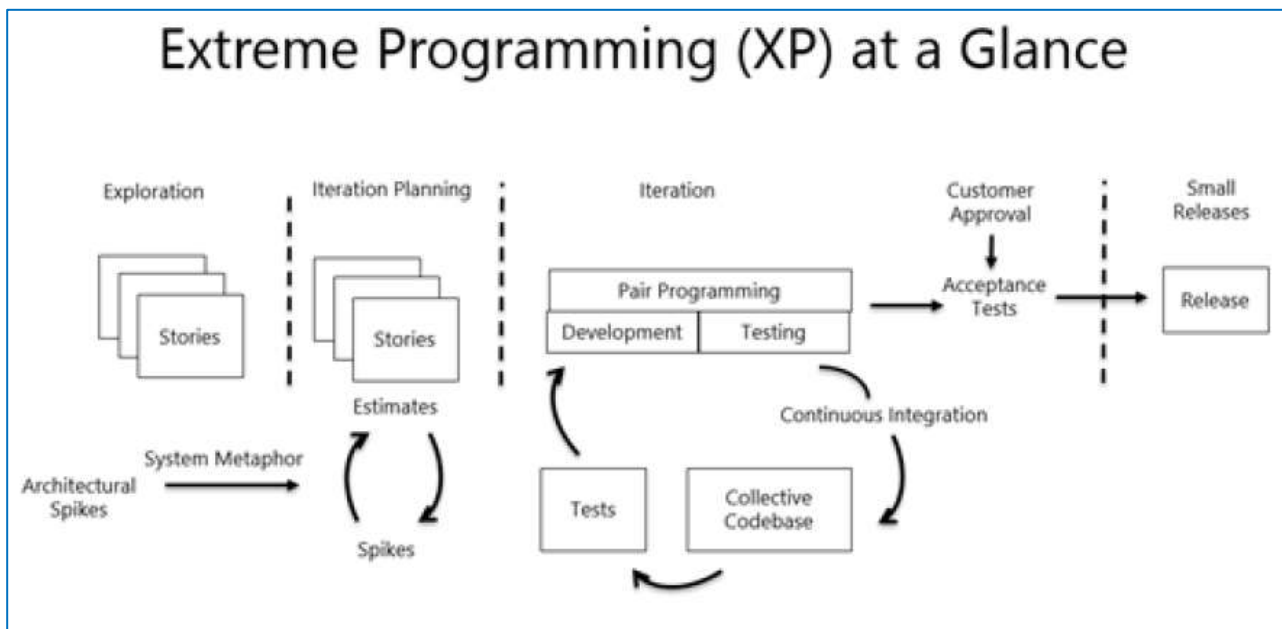 Extreme Programming (XP) at a Glance
Exploration
Iteration Planning
Iteration
Customer
Approval
Small
Releases
Stories
Stories
Pair Programming
Development
Testing
Acceptance
Tests
Release
Estimates
Continuous Integration
System Metaphor
Architectural
Spikes
Spikes
Tests
Collective
Codebase